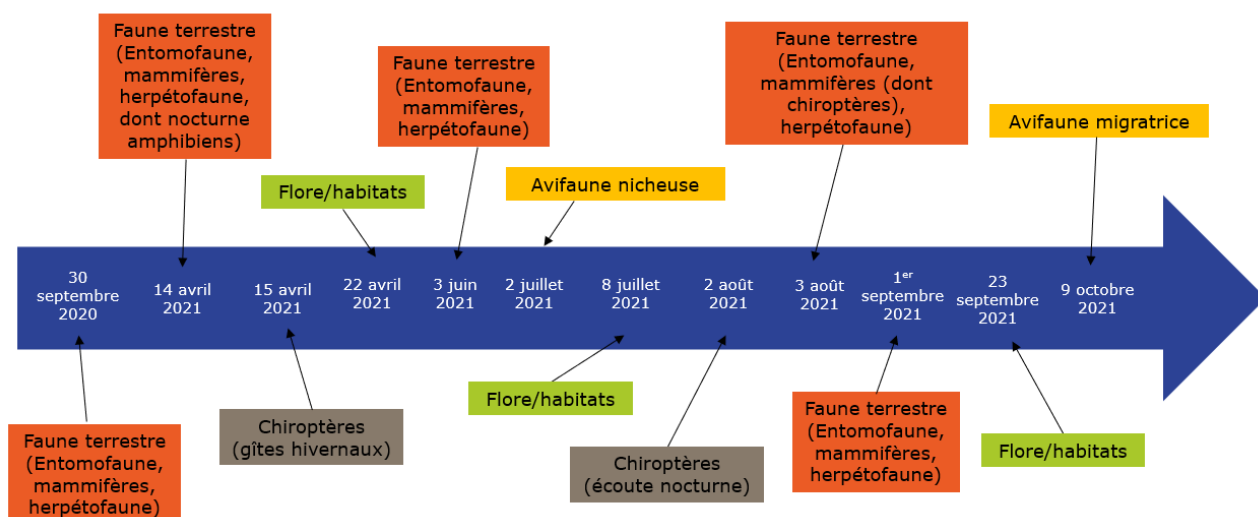 Faune terrestre
(Entomofaune,
mammifères,
herpétofaune,
dont nocturne
amphibiens)
Faune terrestre
(Entomofaune,
mammifères,
herpétofaune)
Faune terrestre
(Entomofaune,
mammifères (dont
chiroptères),
herpétofaune)
Avifaune migratrice
Flore/habitats
Avifaune nicheuse
30
septembre
2020
14 avril
2021
15 avril
2021
22 avril
2021
3 juin
2021
2 juillet
2021
8 juillet
2021
2 août
2021
3 août
2021
1er
septembre
2021
23
septembre
2021
9 octobre
2021
Faune terrestre
(Entomofaune,
mammifères,
herpétofaune)
Chiroptères
(gîtes hivernaux)
Flore/habitats
Chiroptères
(écoute nocturne)
Faune terrestre
(Entomofaune,
mammifères,
herpétofaune)
Flore/habitats